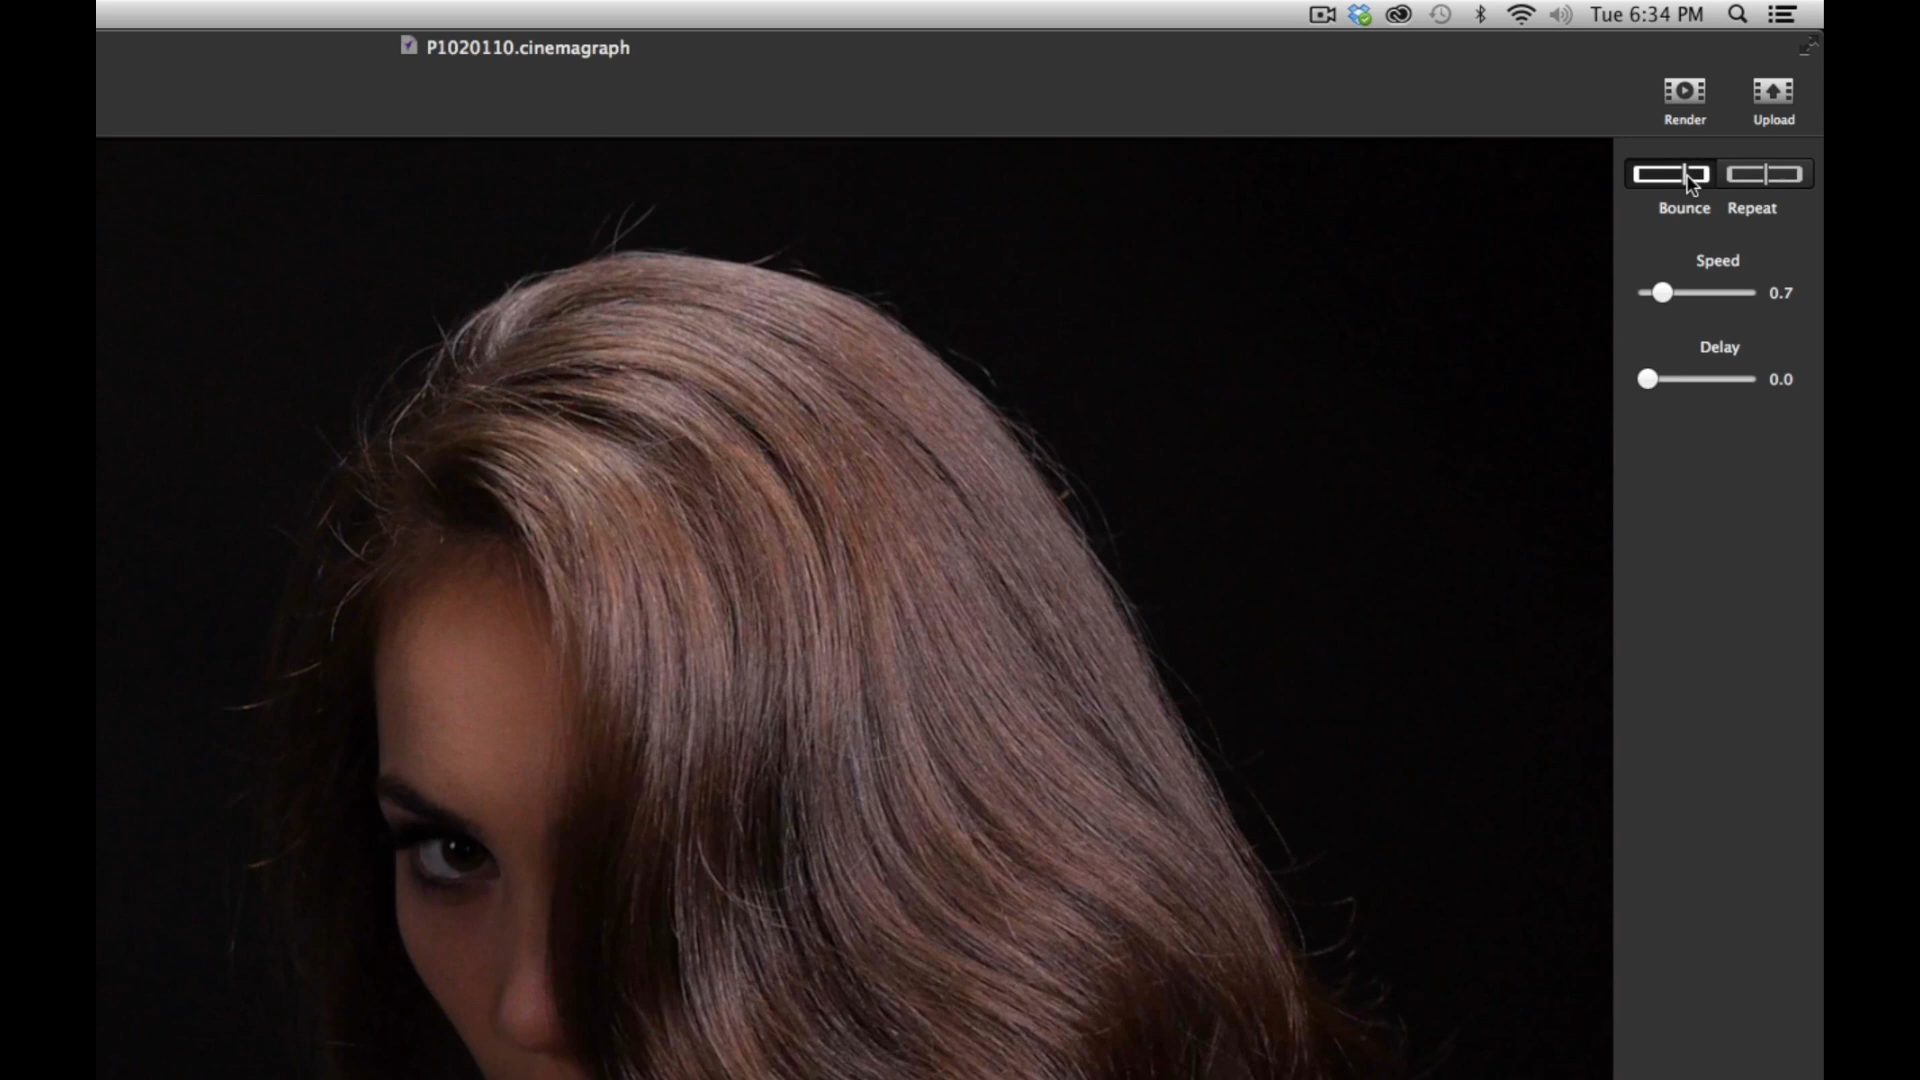 Tue 6:34 PM
P1020110.cinemagraph
Render
Upload
Bounce
Repeat
Speed
0.7
Delay
0.0